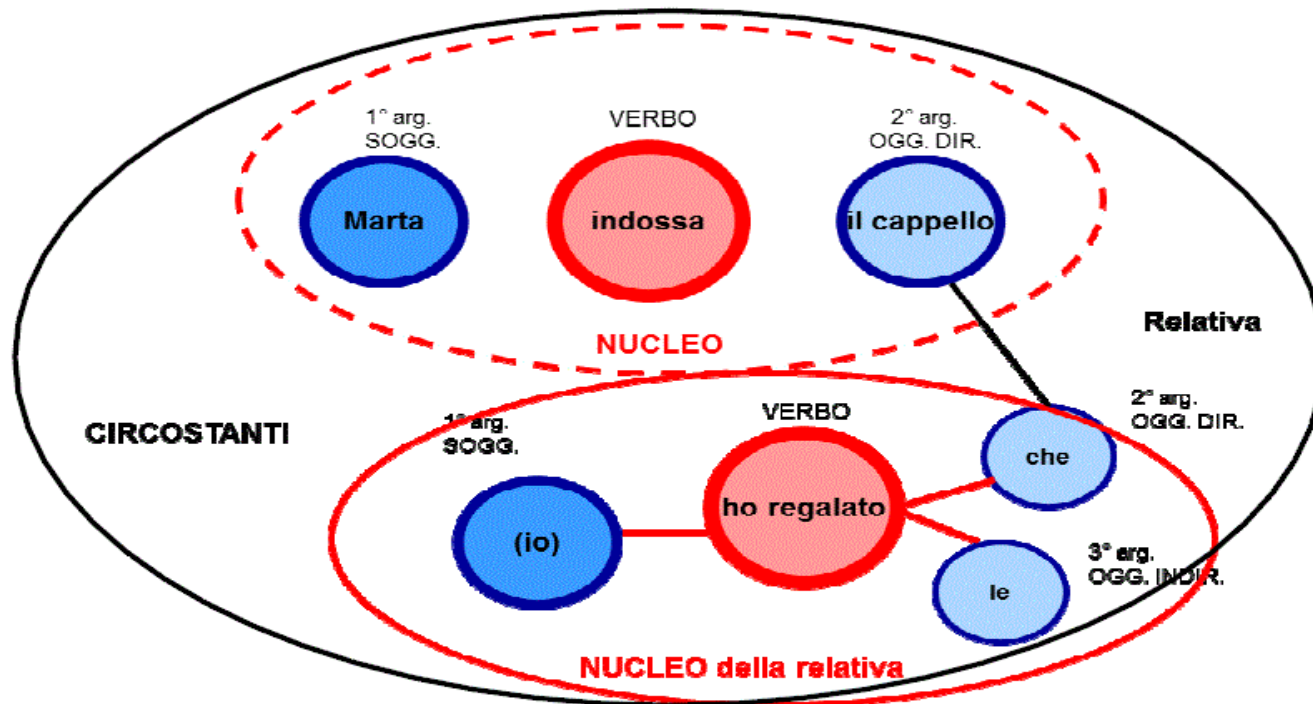 1° arg.
SOGG.
VERBO
2° arg.
OGG. DIR.
Marta
indossa
il cappello
NUCLEO
Relativa
CIRCOSTANTI
1° arg.
SOGG.
VERBO
2° arg.
OGG. DIR.
che
(io)
ho regalato
3° arg.
OGG. INDIR.
le
NUCLEO della relativa